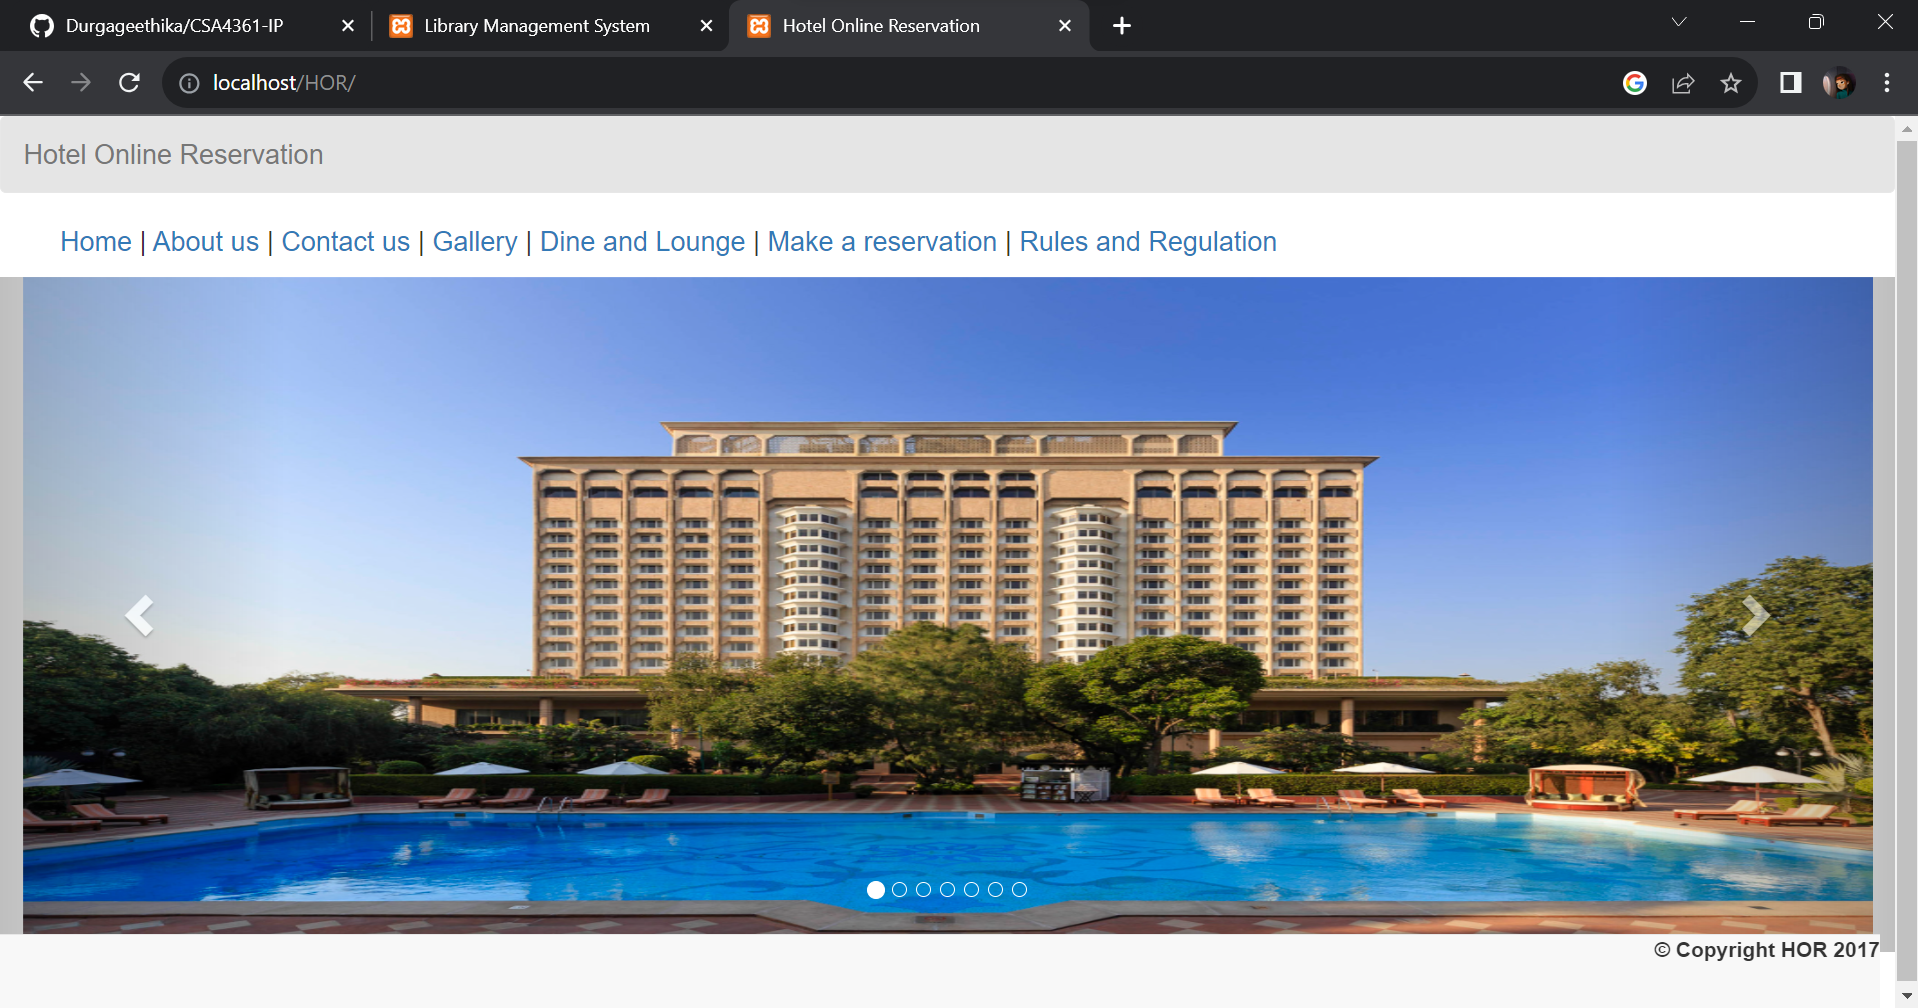 Durgageethika/CSA4361-IP
Library Management System
Hotel Online Reservation
localhost/HOR/
Hotel Online Reservation
Home | About us | Contact us | Gallery | Dine and Lounge | Make a reservation | Rules and Regulation
© Copyright HOR 2017